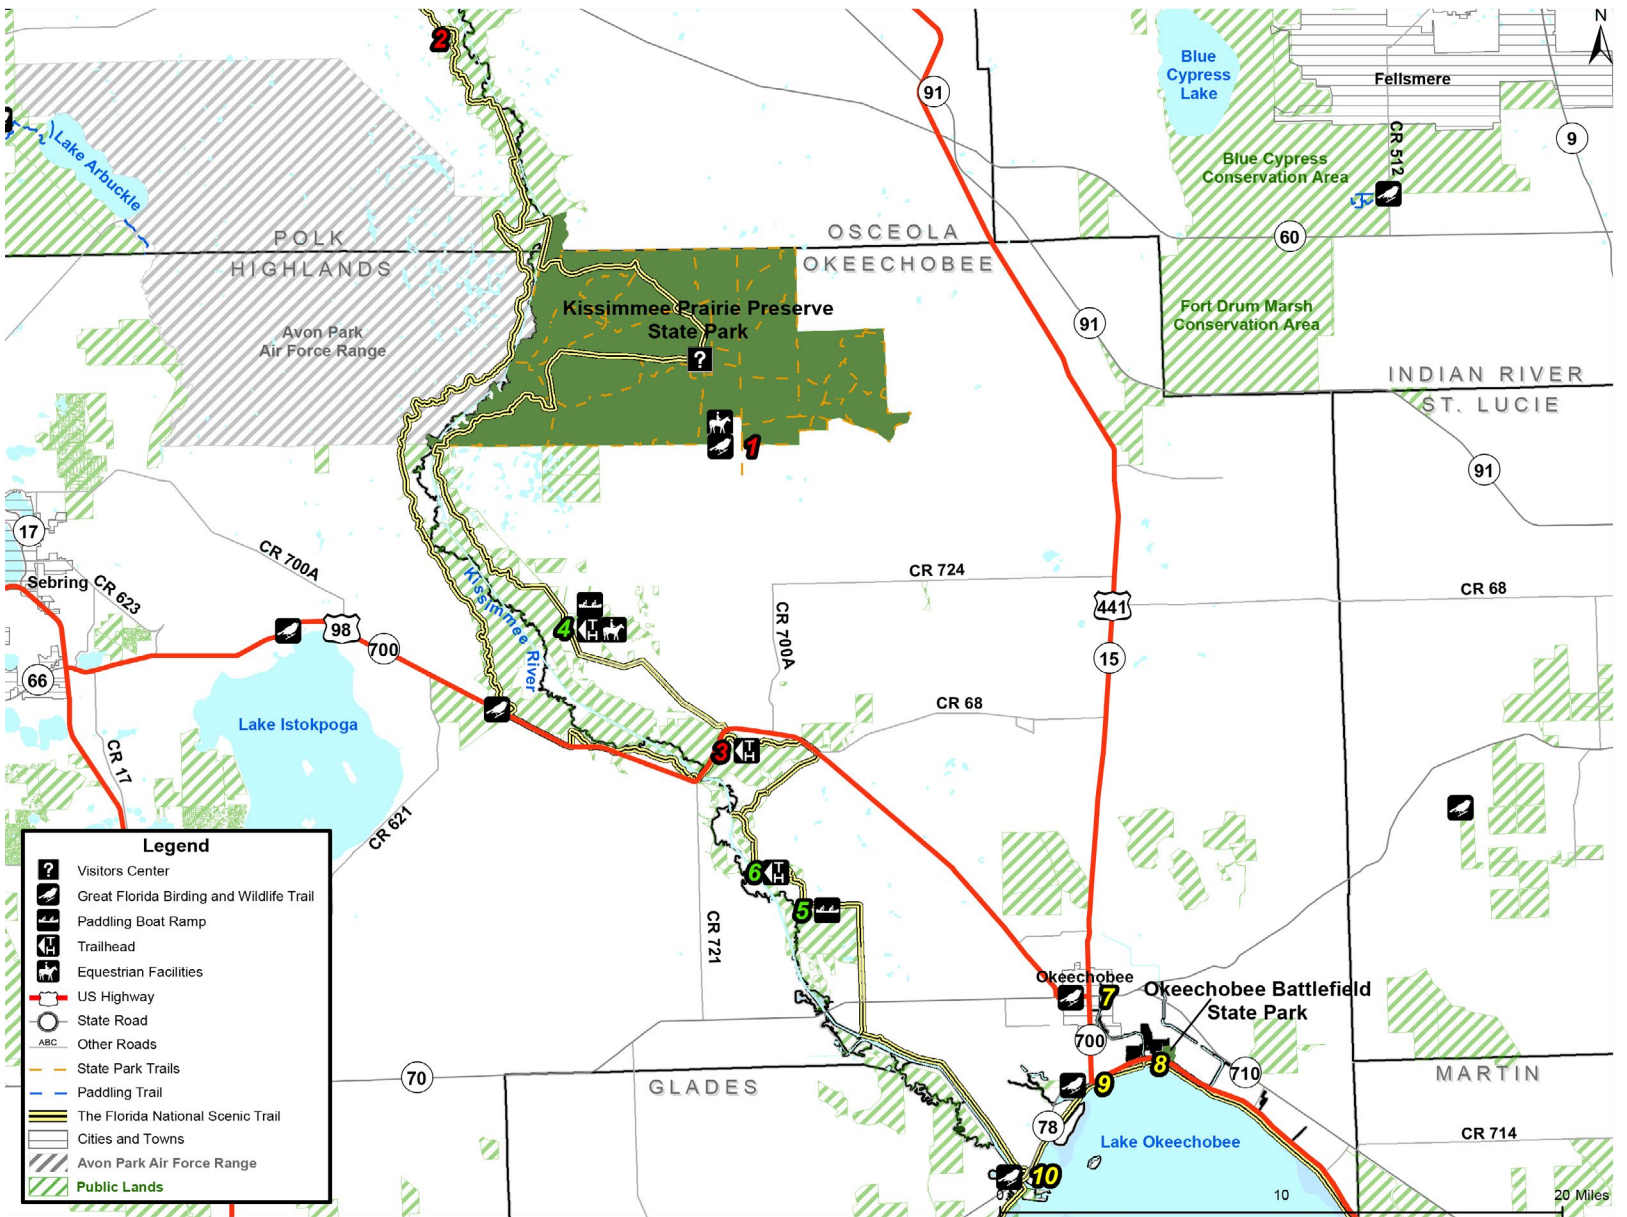 N
2
91
Blue
Cypress
Lake
Fellsmere
CR 512
9
Lake Arbuckle
Blue Cypress
Conservation Area
60
POLK
HIGHLANDS
OSCEOLA
OKEECHOBEE
Kissimmee Prairie Preserve
State Park
?
Avon Park
Air Force Range
91
Fort Drum Marsh
Conservation Area
INDIAN RIVER
ST. LUCIE
1
91
17
Sebring
CR 623
CR 700A
Kissimmee River
CR 724
CR 700A
441
CR 68
98
700
4
TH
15
66
Lake Istokpoga
CR 17
CR 68
3
TH
CR 621
6
TH
5
CR 721
Okeechobee
7
Okeechobee Battlefield
State Park
700
8
710
9
70
GLADES
MARTIN
78
Lake Okeechobee
CR 714
10
0
10
20 Miles
Legend
? Visitors Center
Great Florida Birding and Wildlife Trail
Paddling Boat Ramp
TH Trailhead
Equestrian Facilities
US Highway
State Road
ABC Other Roads
State Park Trails
Paddling Trail
The Florida National Scenic Trail
Cities and Towns
Avon Park Air Force Range
Public Lands